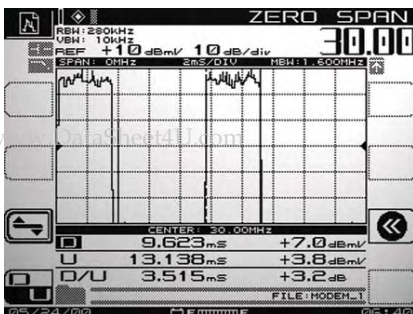 ZERO SPAN
RBW:280KHZ
VBW: 10KHZ
30.00
REF +10 dBmV 10 dB/div
SPAN: 0MHZ 2mS/DIV MBW:1.600MHZ
www.DataSheet4U.com
CENTER: 30.00MHZ
D 9.623mS +7.0dBmV
U 13.138mS +3.8dBmV
D/U 3.515mS +3.2dB
D
U
FILE:MODEM_1
05/24/00 E F 06:40